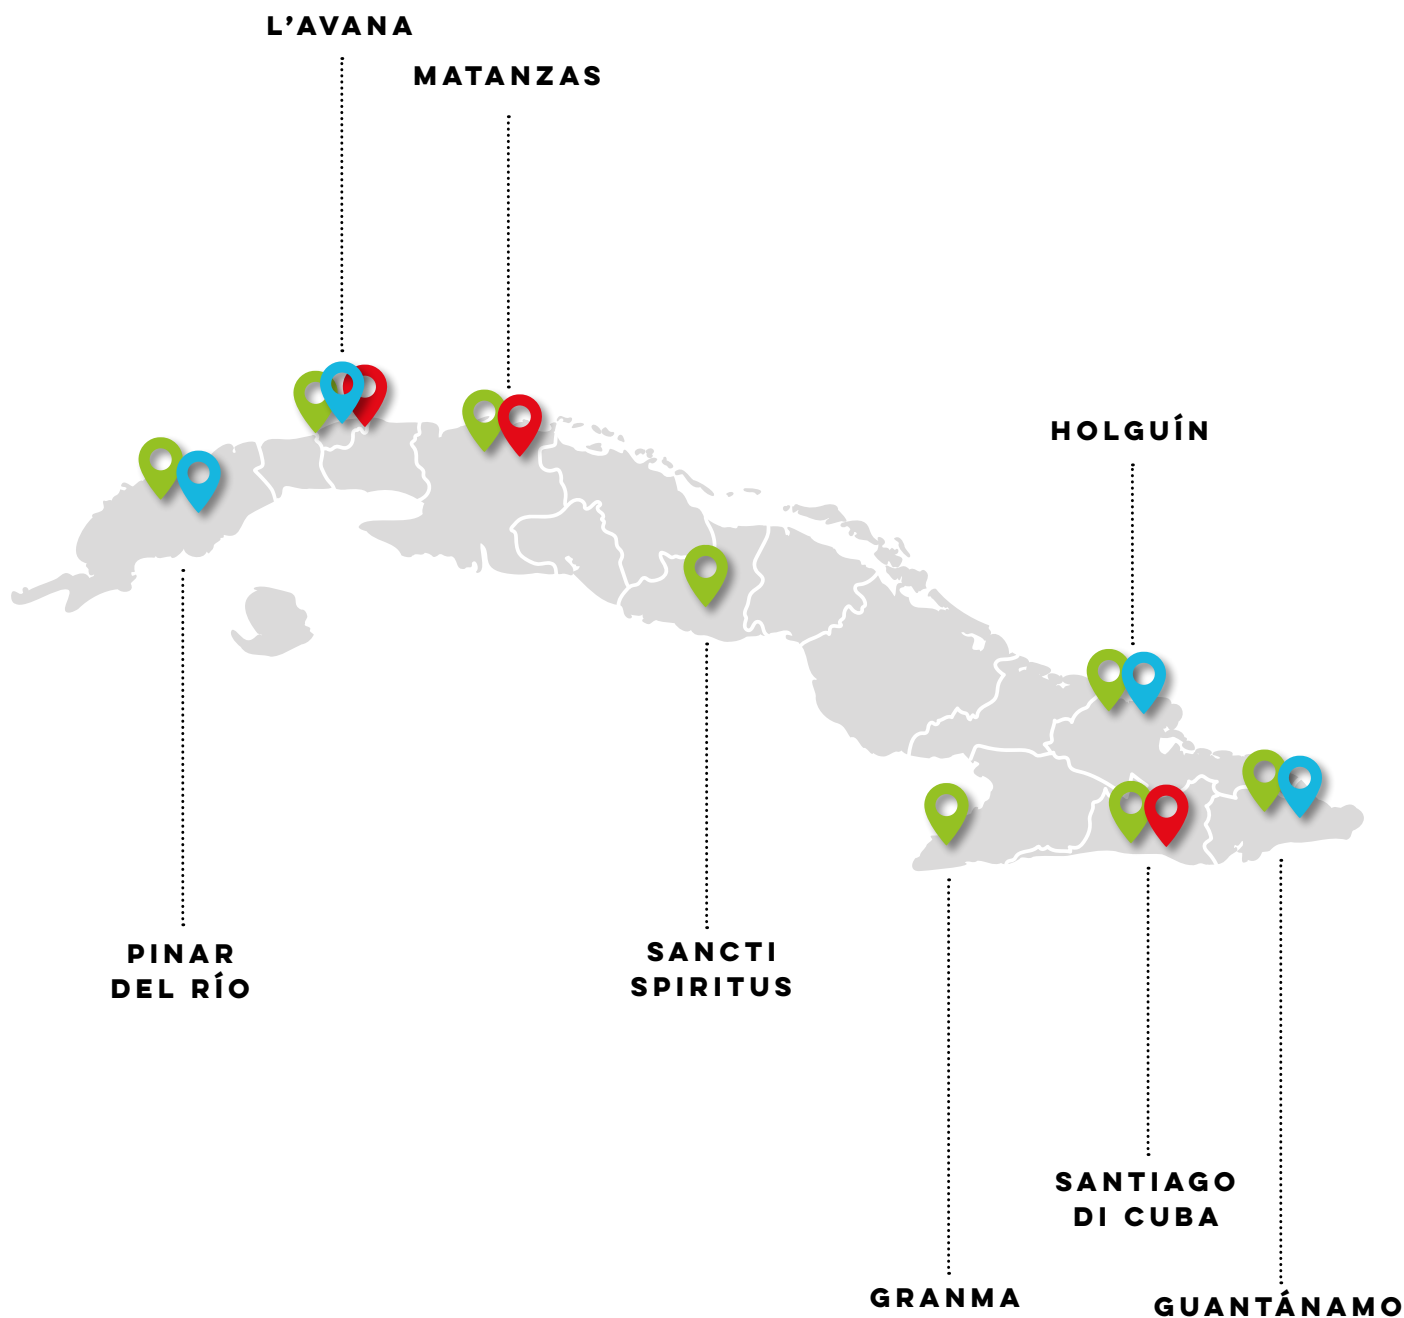 L’AVANA
MATANZAS
HOLGUÍN
PINAR
DEL RÍO
SANCTI
SPIRITUS
SANTIAGO
DI CUBA
GRANMA
GUANTÁNAMO